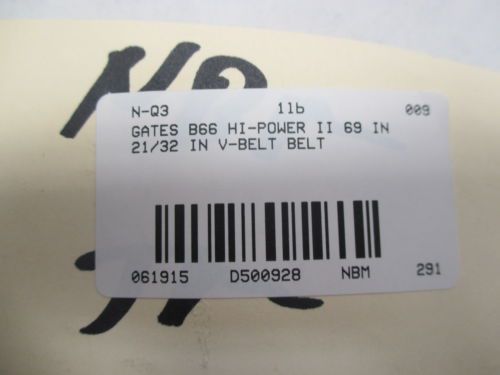 N-Q3 1lb 009
GATES B66 HI-POWER II 69 IN
21/32 IN V-BELT BELT
061915 D500928 NBM 291